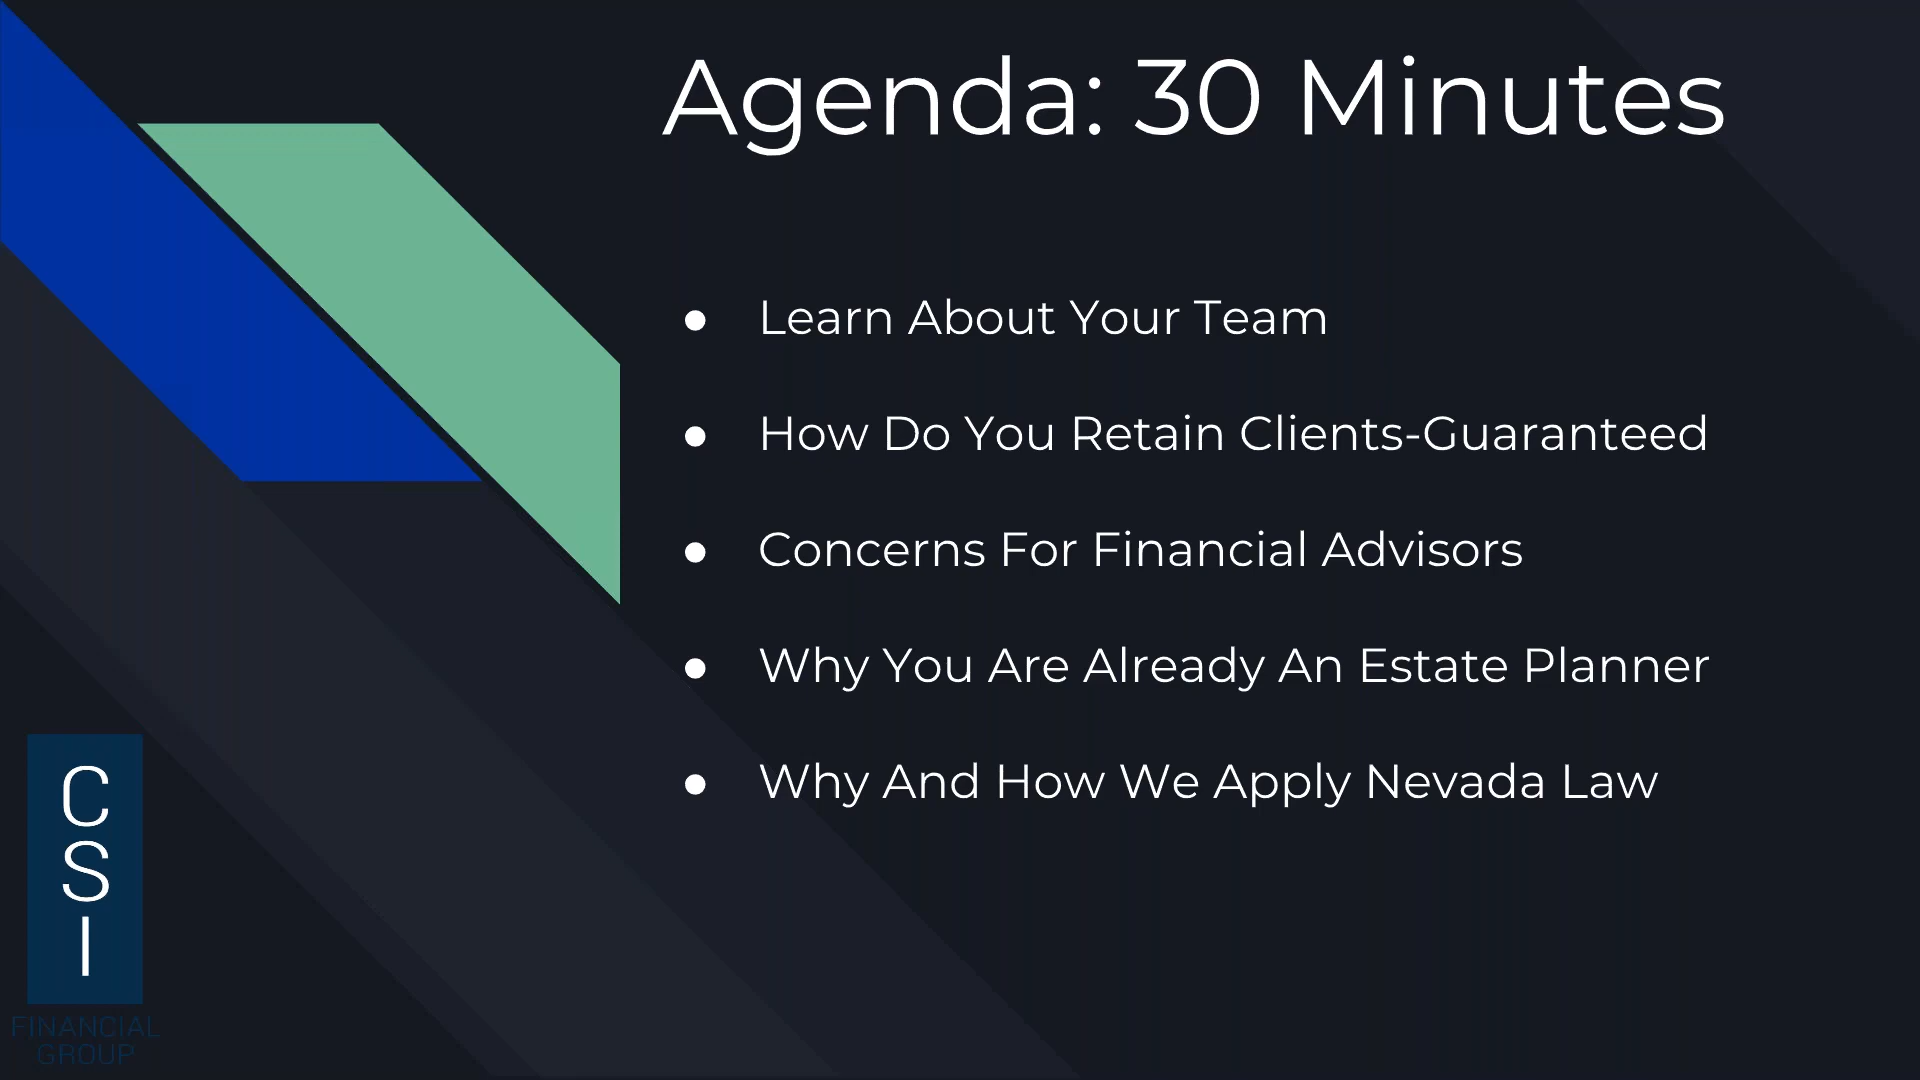 Agenda: 30 Minutes
● Learn About Your Team
● How Do You Retain Clients-Guaranteed
● Concerns For Financial Advisors
● Why You Are Already An Estate Planner
● Why And How We Apply Nevada Law
C
S
I
FINANCIAL
GROUP